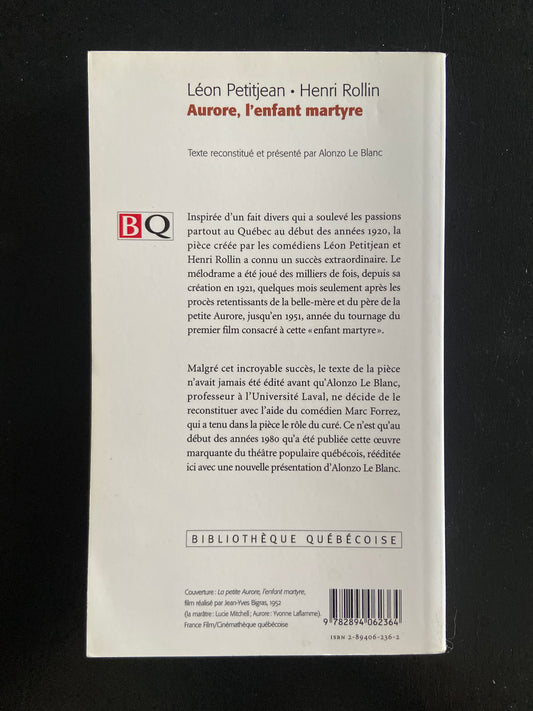 Léon Petitjean • Henri Rollin
Aurore, l'enfant martyre
Texte reconstitué et présenté par Alonzo Le Blanc
BQ
Inspirée d'un fait divers qui a soulevé les passions
partout au Québec au début des années 1920, la
pièce créée par les comédiens Léon Petitjean et
Henri Rollin a connu un succès extraordinaire. Le
mélodrame a été joué des milliers de fois, depuis sa
création en 1921, quelques mois seulement après les
procès retentissants de la belle-mère et du père de la
petite Aurore, jusqu'en 1951, année du tournage du
premier film consacré à cette « enfant martyre ».
Malgré cet incroyable succès, le texte de la pièce
n'avait jamais été édité avant qu'Alonzo Le Blanc,
professeur à l'Université Laval, ne décide de le
reconstituer avec l'aide du comédien Marc Forrez,
qui a tenu dans la pièce le rôle du curé. Ce n'est qu'au
début des années 1980 qu'a été publiée cette œuvre
marquante du théâtre populaire québécois, rééditée
ici avec une nouvelle présentation d'Alonzo Le Blanc.
BIBLIOTHÈQUE QUÉBÉCOISE
Couverture : La petite Aurore, l'enfant martyre,
film réalisé par Jean-Yves Bigras, 1952
(la marâtre : Lucie Mitchell ; Aurore : Yvonne Laflamme).
France Film/Cinémathèque québécoise
9 782894 062364
ISBN 2-89406-236-2